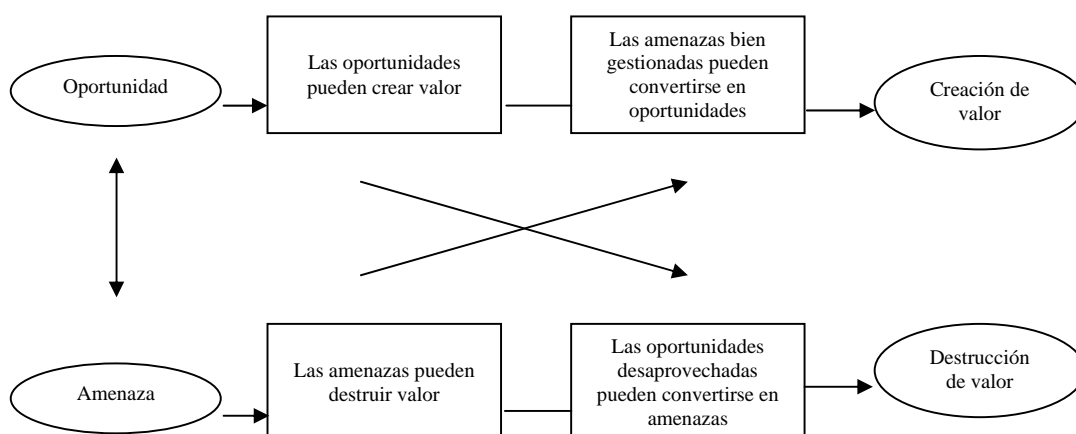 Oportunidad
Las oportunidades
pueden crear valor
Las amenazas bien
gestionadas pueden
convertirse en
oportunidades
Creación de
valor
Amenaza
Las amenazas pueden
destruir valor
Las oportunidades
desaprovechadas
pueden convertirse en
amenazas
Destrucción
de valor